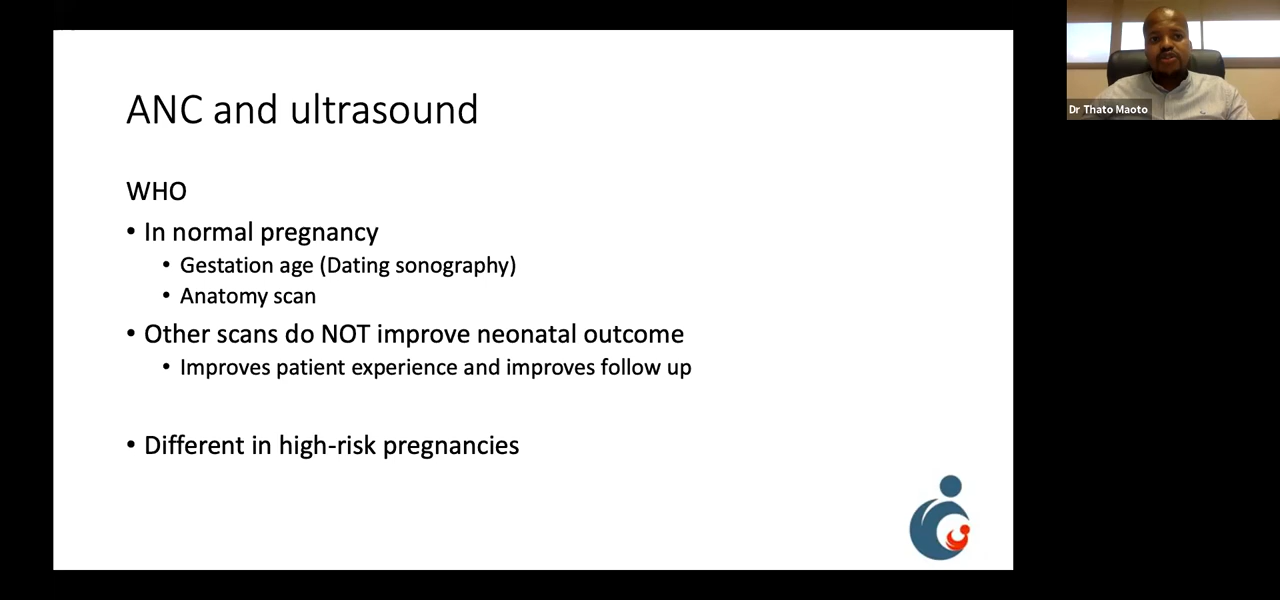 ANC and ultrasound
WHO
• In normal pregnancy
• Gestation age (Dating sonography)
• Anatomy scan
• Other scans do NOT improve neonatal outcome
• Improves patient experience and improves follow up
• Different in high-risk pregnancies
Dr Thato Maoto